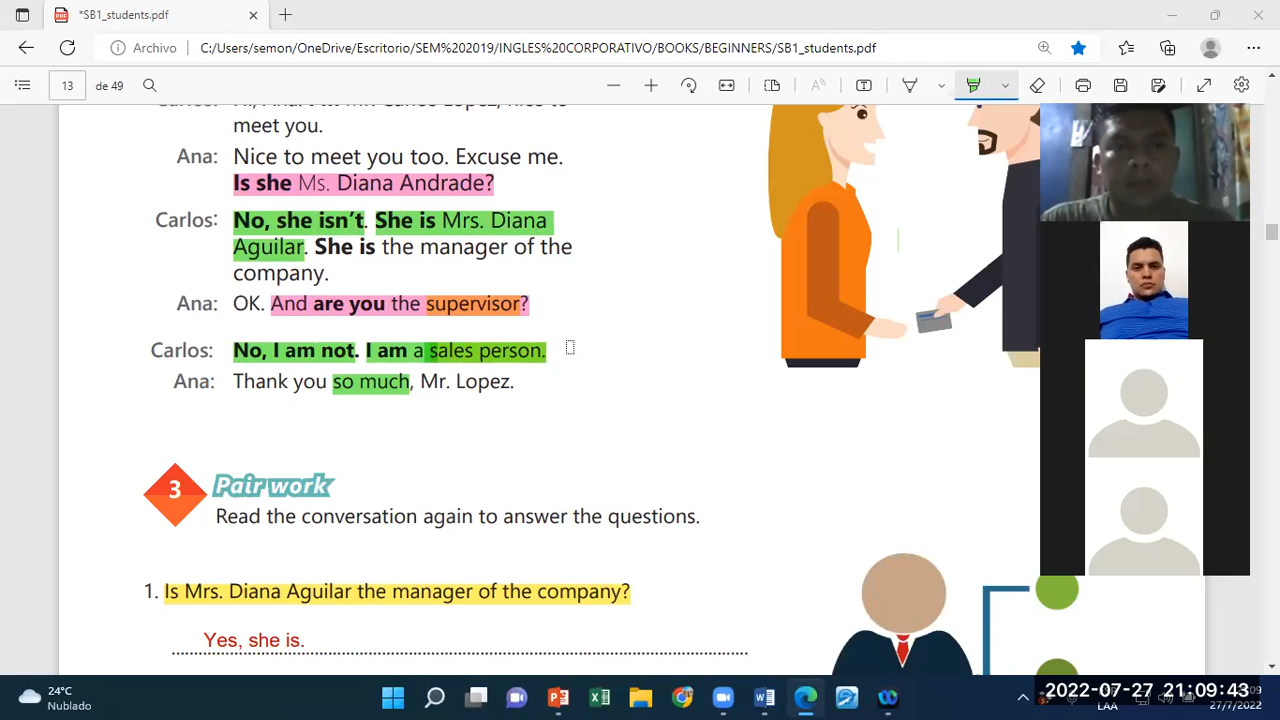 *SB1_students.pdf
Archivo
C:/Users/semon/OneDrive/Escritorio/SEM%202019/INGLES%20CORPORATIVO/BOOKS/BEGINNERS/SB1_students.pdf
13 de 49
meet you.
Ana: Nice to meet you too. Excuse me.
Is she Ms. Diana Andrade?
Carlos: No, she isn't. She is Mrs. Diana
Aguilar. She is the manager of the
company.
Ana: OK. And are you the supervisor?
Carlos: No, I am not. I am a sales person.
Ana: Thank you so much, Mr. Lopez.
3 Pair work
Read the conversation again to answer the questions.
1. Is Mrs. Diana Aguilar the manager of the company?
Yes, she is.
24°C
Nublado
2022-07-27 21:09:43
LAA
27/7/2022